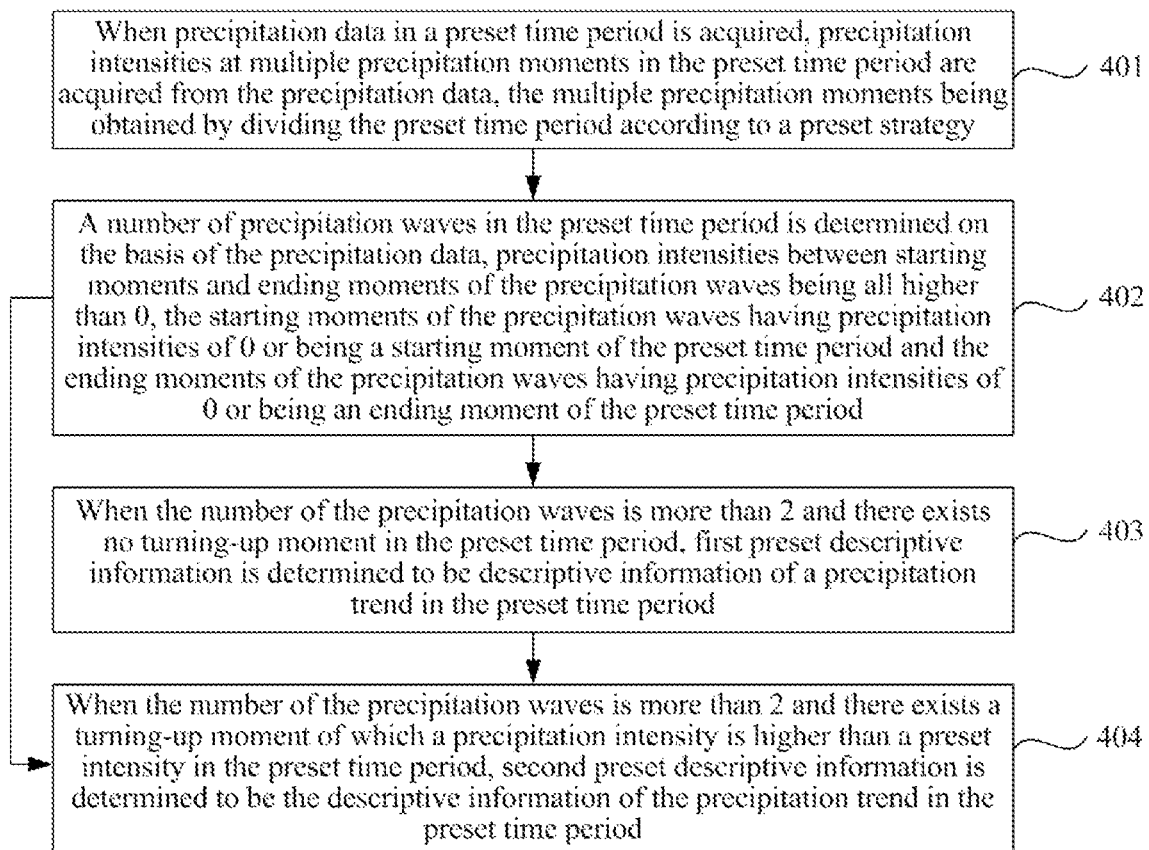 When precipitation data in a preset time period is acquired, precipitation
intensities at multiple precipitation moments in the preset time period are
acquired from the precipitation data, the multiple precipitation moments being
obtained by dividing the preset time period according to a preset strategy
401
A number of precipitation waves in the preset time period is determined on
the basis of the precipitation data, precipitation intensities between starting
moments and ending moments of the precipitation waves being all higher
than 0, the starting moments of the precipitation waves having precipitation
intensities of 0 or being a starting moment of the preset time period and the
ending moments of the precipitation waves having precipitation intensities of
0 or being an ending moment of the preset time period
402
When the number of the precipitation waves is more than 2 and there exists
no turning-up moment in the preset time period, first preset descriptive
information is determined to be descriptive information of a precipitation
trend in the preset time period
403
When the number of the precipitation waves is more than 2 and there exists a
turning-up moment of which a precipitation intensity is higher than a preset
intensity in the preset time period, second preset descriptive information is
determined to be the descriptive information of the precipitation trend in the
preset time period
404